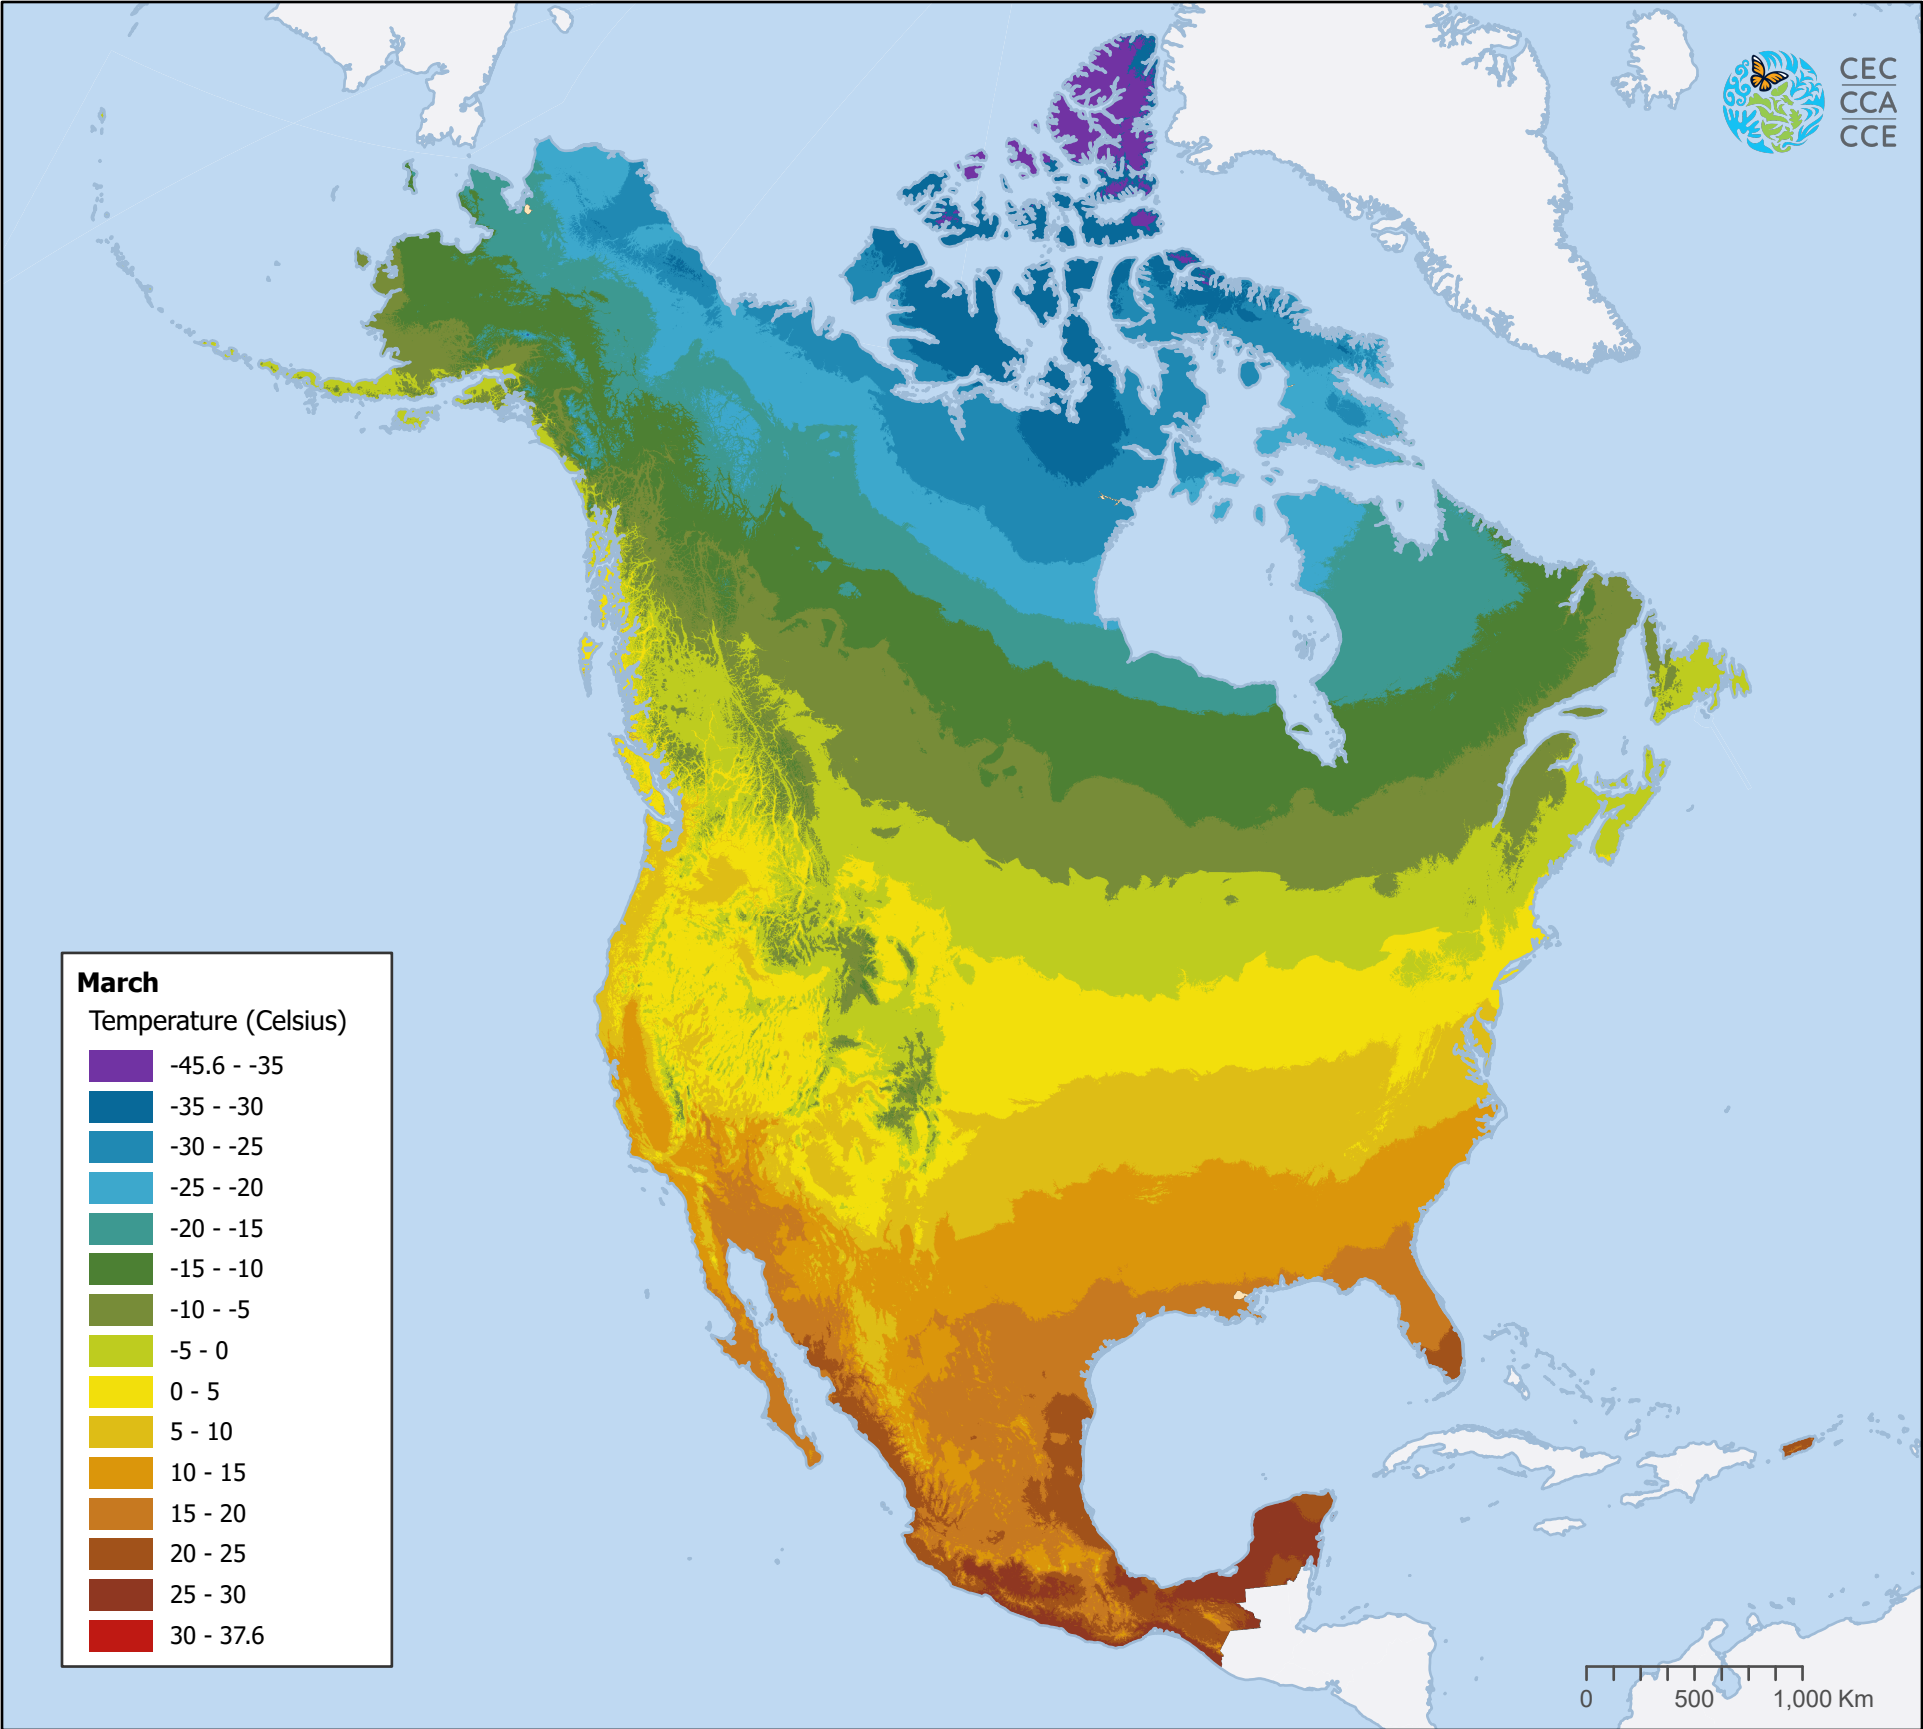 CEC
CCA
CCE
March
Temperature (Celsius)
-45.6 - -35
-35 - -30
-30 - -25
-25 - -20
-20 - -15
-15 - -10
-10 - -5
-5 - 0
0 - 5
5 - 10
10 - 15
15 - 20
20 - 25
25 - 30
30 - 37.6
0 500 1,000 Km